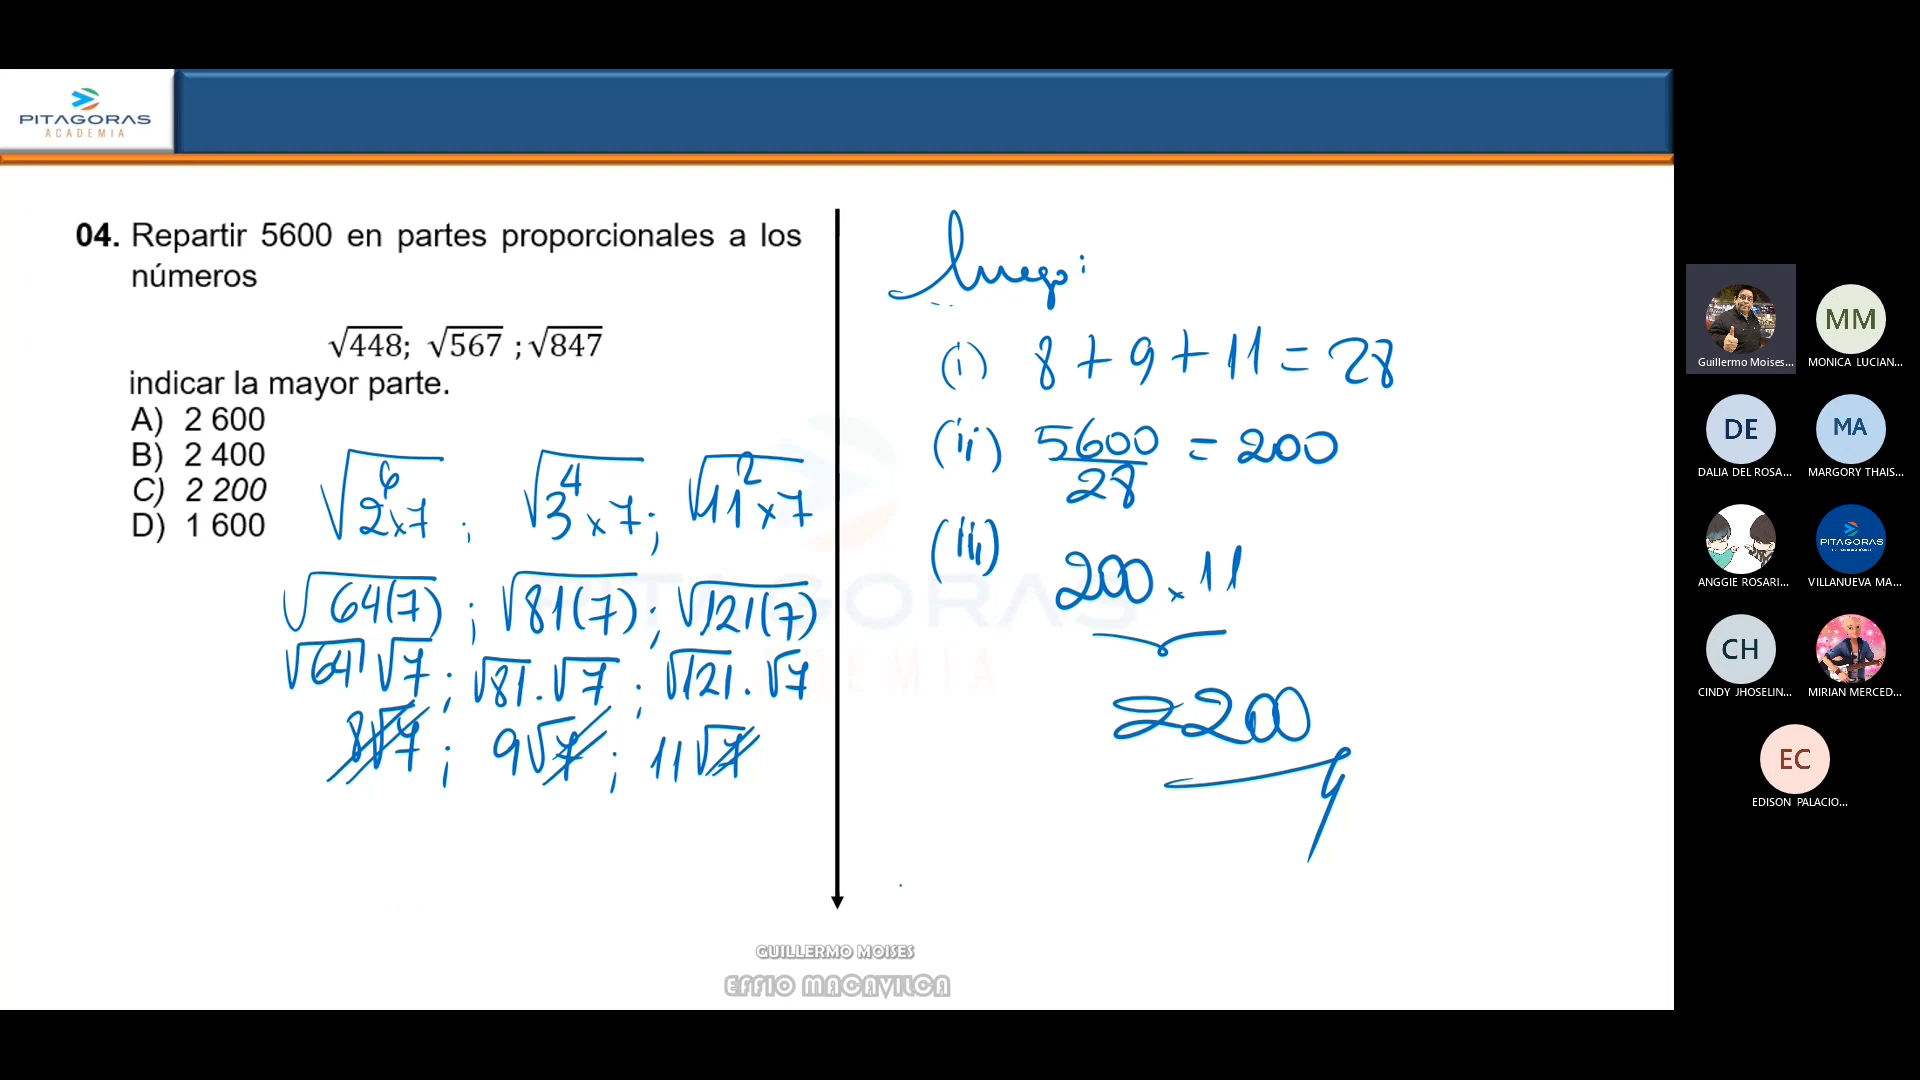 PITAGORAS
ACADEMIA
04. Repartir 5600 en partes proporcionales a los
números
√448; √567 ; √847
indicar la mayor parte.
A) 2 600
B) 2 400
C) 2 200
D) 1 600
√2⁶x7 ; √3⁴x7 ; √11²x7
√64(7) ; √81(7) ; √121(7)
√64 √7 ; √81 . √7 ; √121 . √7
8√7 ; 9√7 ; 11√7
luego:
(i) 8 + 9 + 11 = 28
(ii) 5600/28 = 200
(iii) 200 x 11
2200
PITAGORAS
ACADEMIA
GUILLERMO MOISES
EFFIO MACAVILCA
Guillermo Moises...
MM
MONICA LUCIAN...
DE
DALIA DEL ROSA...
MA
MARGORY THAIS...
ANGGIE ROSARI...
PITAGORAS
VILLANUEVA MA...
CH
CINDY JHOSELIN...
MIRIAN MERCED...
EC
EDISON PALACIO...